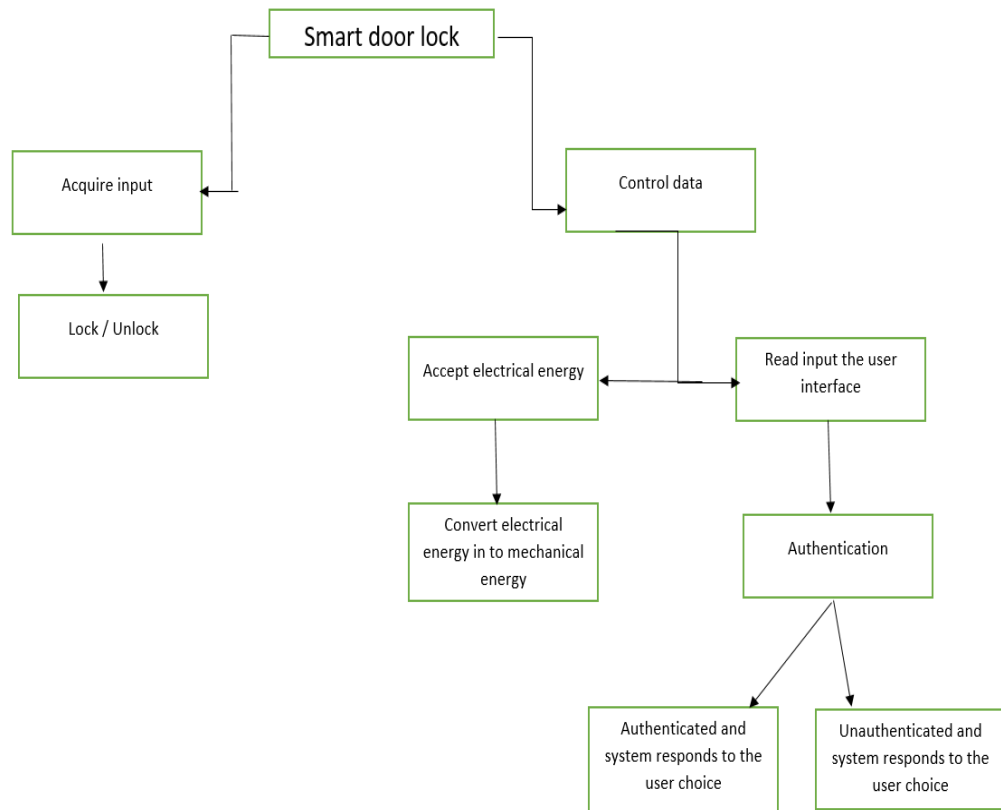 Smart door lock
Acquire input
Control data
Lock / Unlock
Accept electrical energy
Read input the user
interface
Convert electrical
energy in to mechanical
energy
Authentication
Authenticated and
system responds to the
user choice
Unauthenticated and
system responds to the
user choice